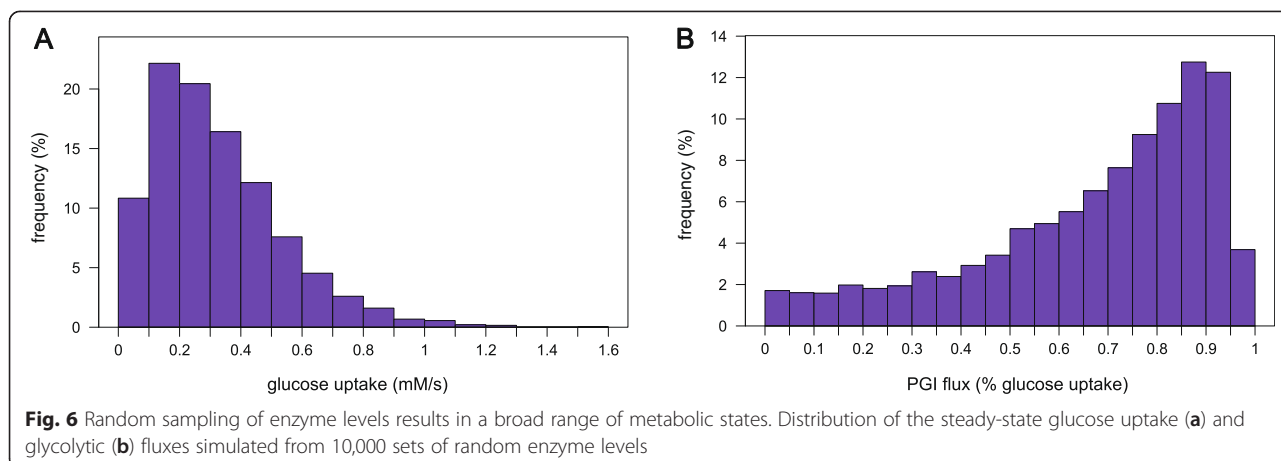 A
frequency (%)
20
15
10
5
0
0 0.2 0.4 0.6 0.8 1 1.2 1.4 1.6
glucose uptake (mM/s)
B
frequency (%)
14
12
10
8
6
4
2
0
0 0.1 0.2 0.3 0.4 0.5 0.6 0.7 0.8 0.9 1
PGI flux (% glucose uptake)
Fig. 6 Random sampling of enzyme levels results in a broad range of metabolic states. Distribution of the steady-state glucose uptake (a) and
glycolytic (b) fluxes simulated from 10,000 sets of random enzyme levels